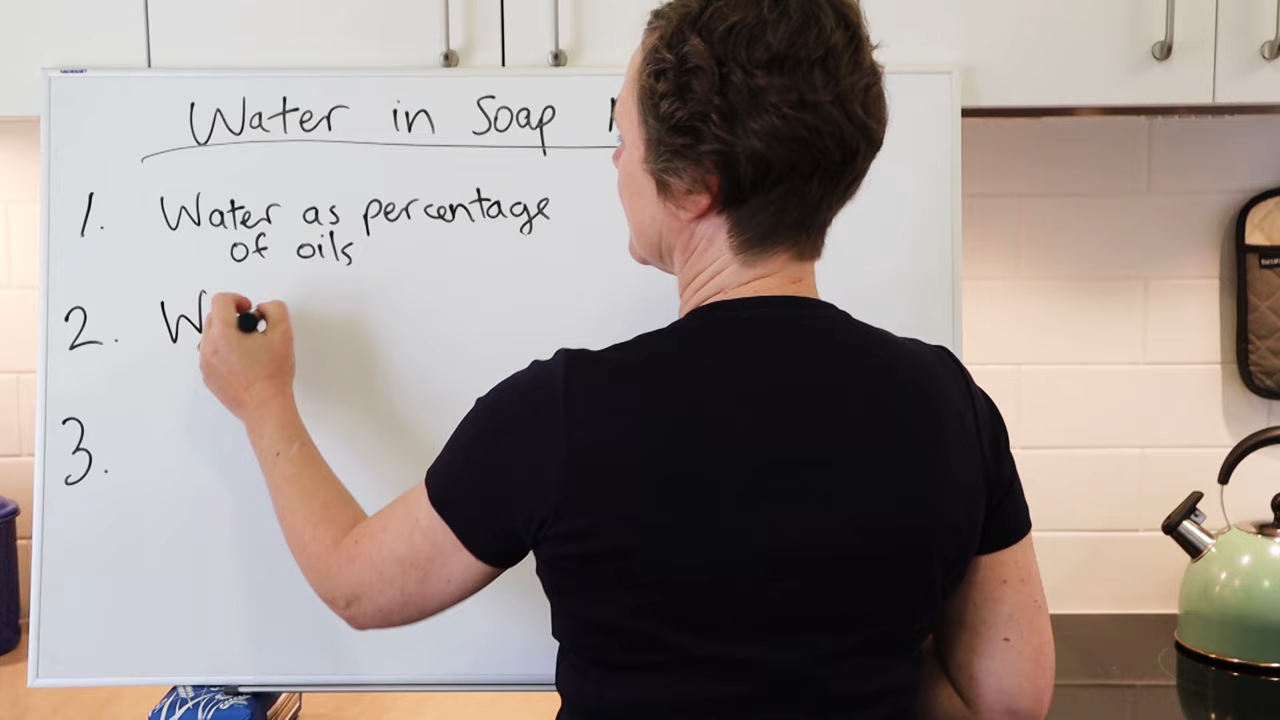 Water in Soap
1. Water as percentage
of oils
2. W
3.